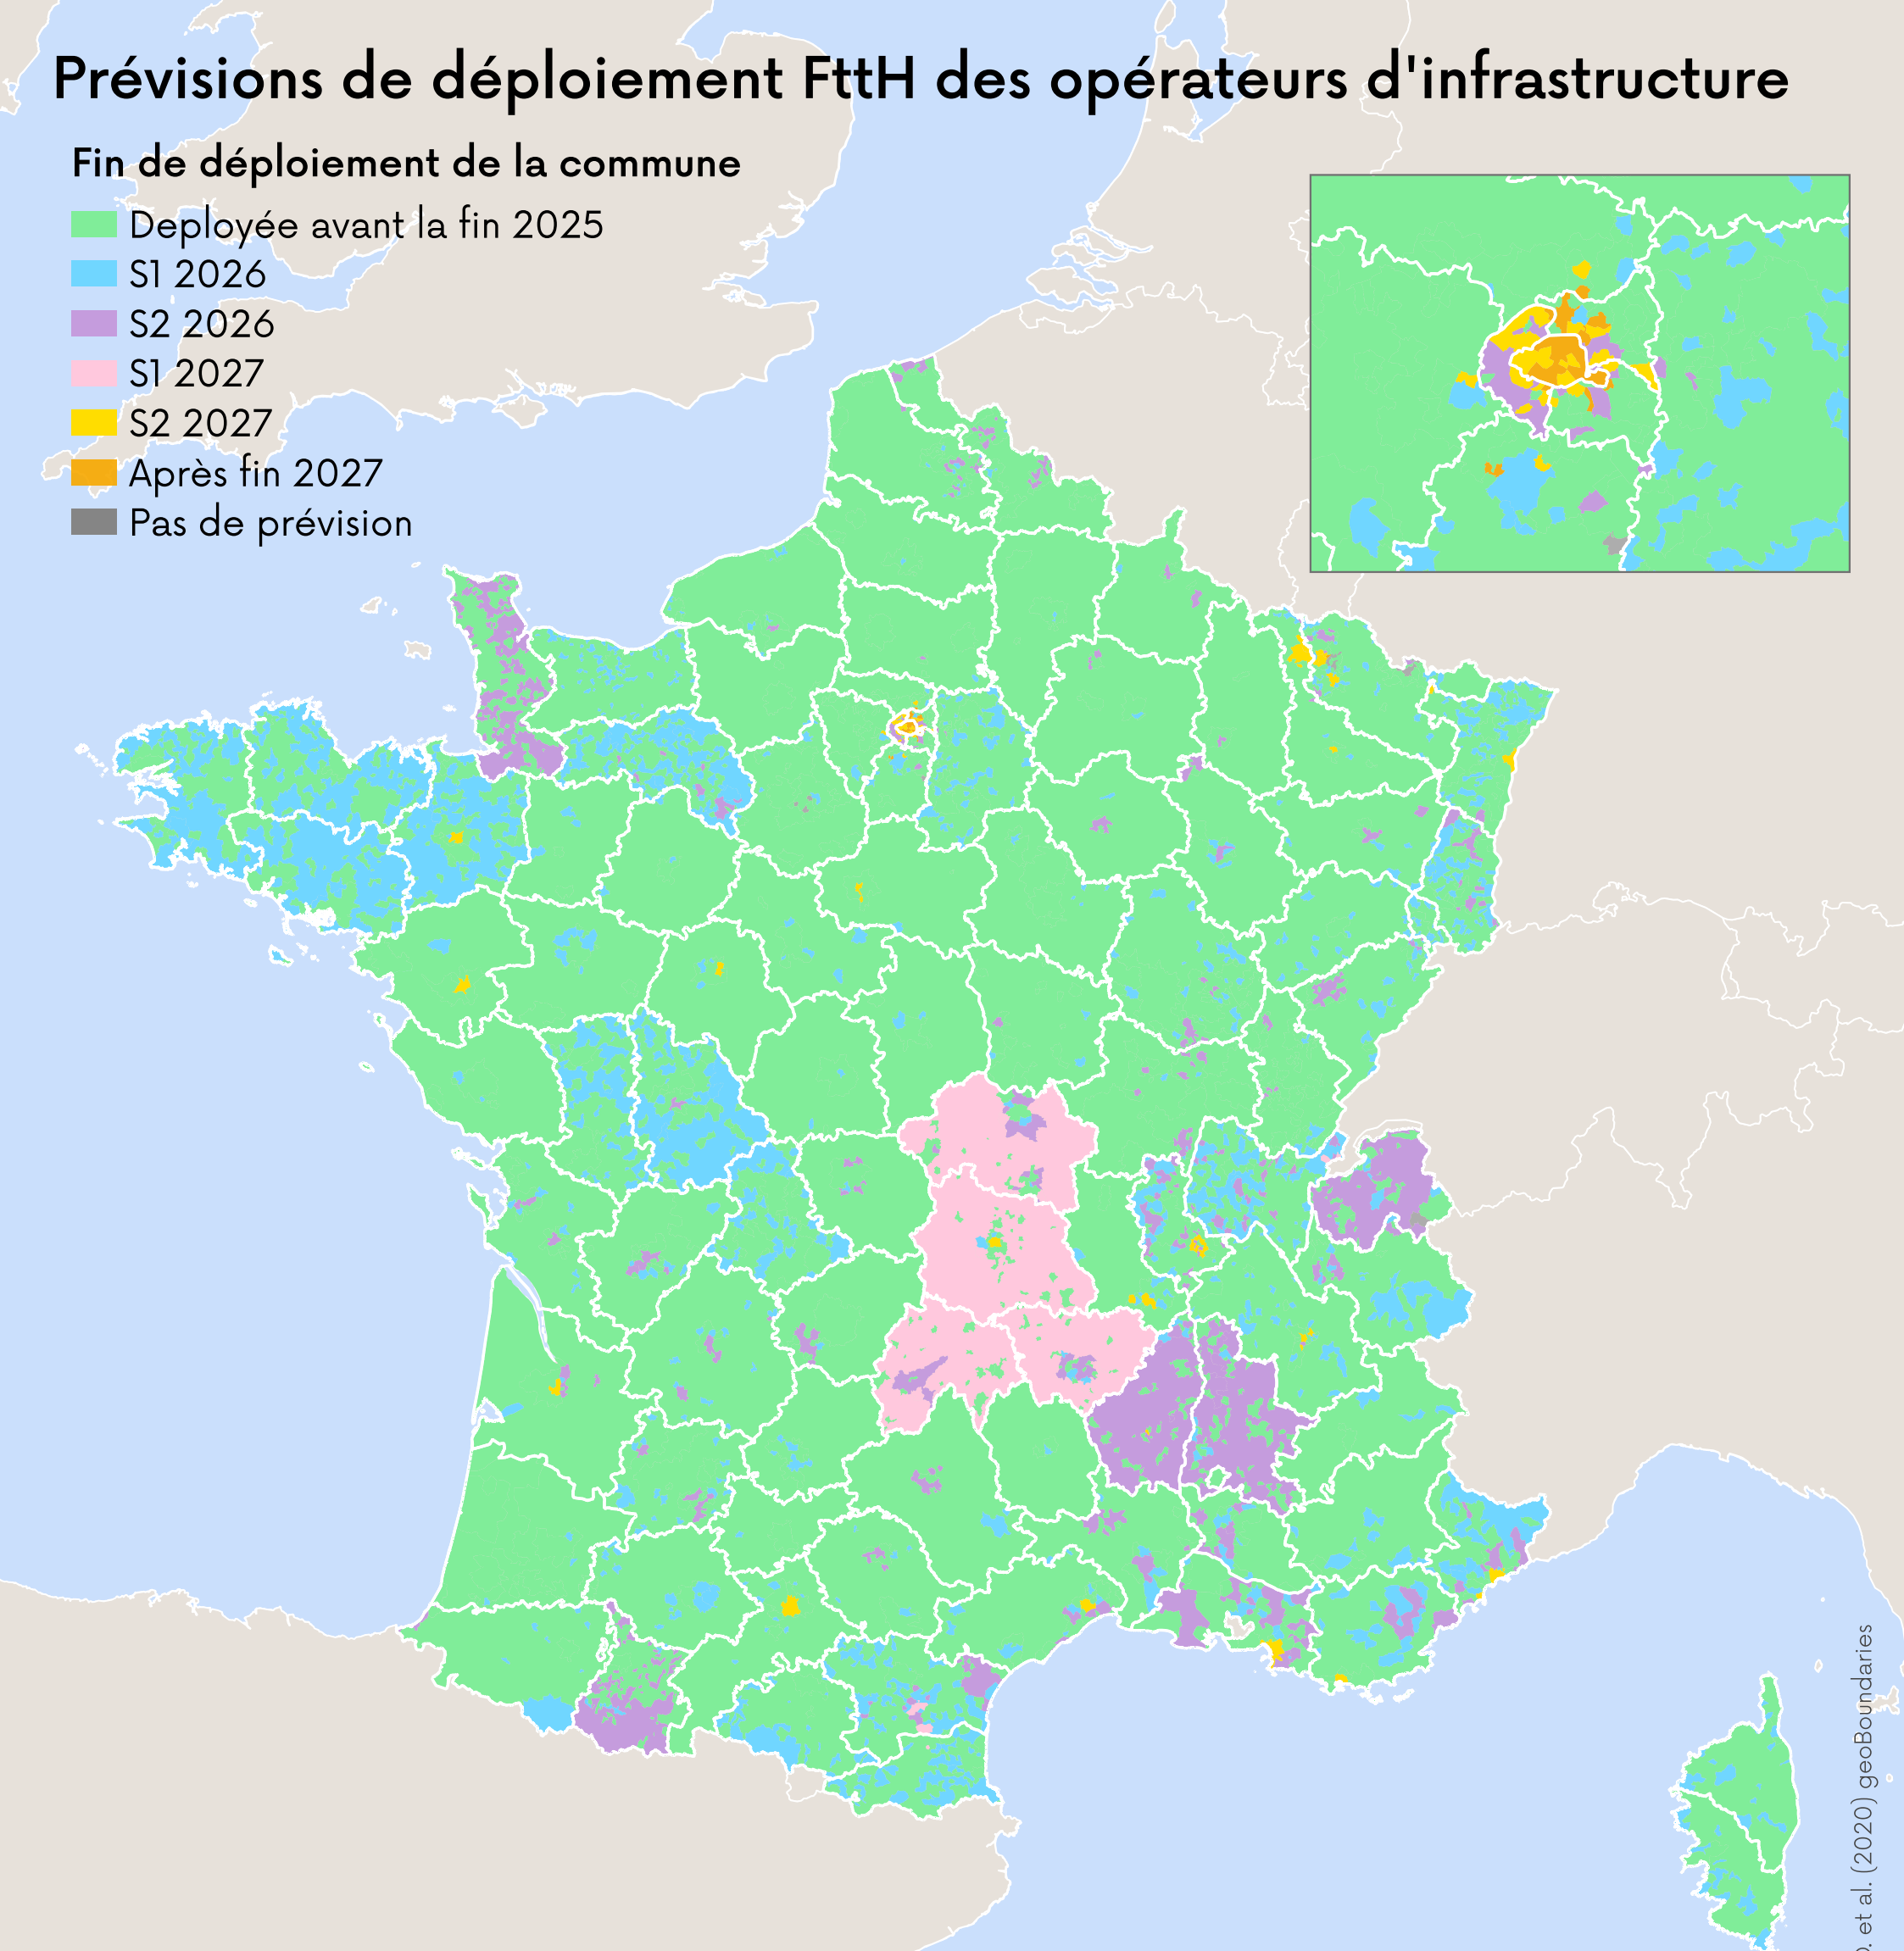 Prévisions de déploiement FttH des opérateurs d'infrastructure
Fin de déploiement de la commune
Deployée avant la fin 2025
S1 2026
S2 2026
S1 2027
S2 2027
Après fin 2027
Pas de prévision
et al. (2020) geoBoundaries